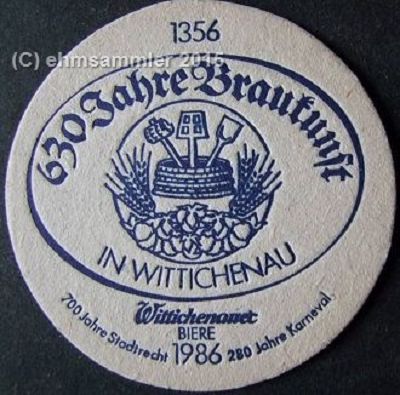 1356
(C) ehmsammler 2015
630 Jahre Braukunst
IN WITTICHENAU
Wittichenauer
BIERE
700 Jahre Stadtrecht 1986 280 Jahre Karneval